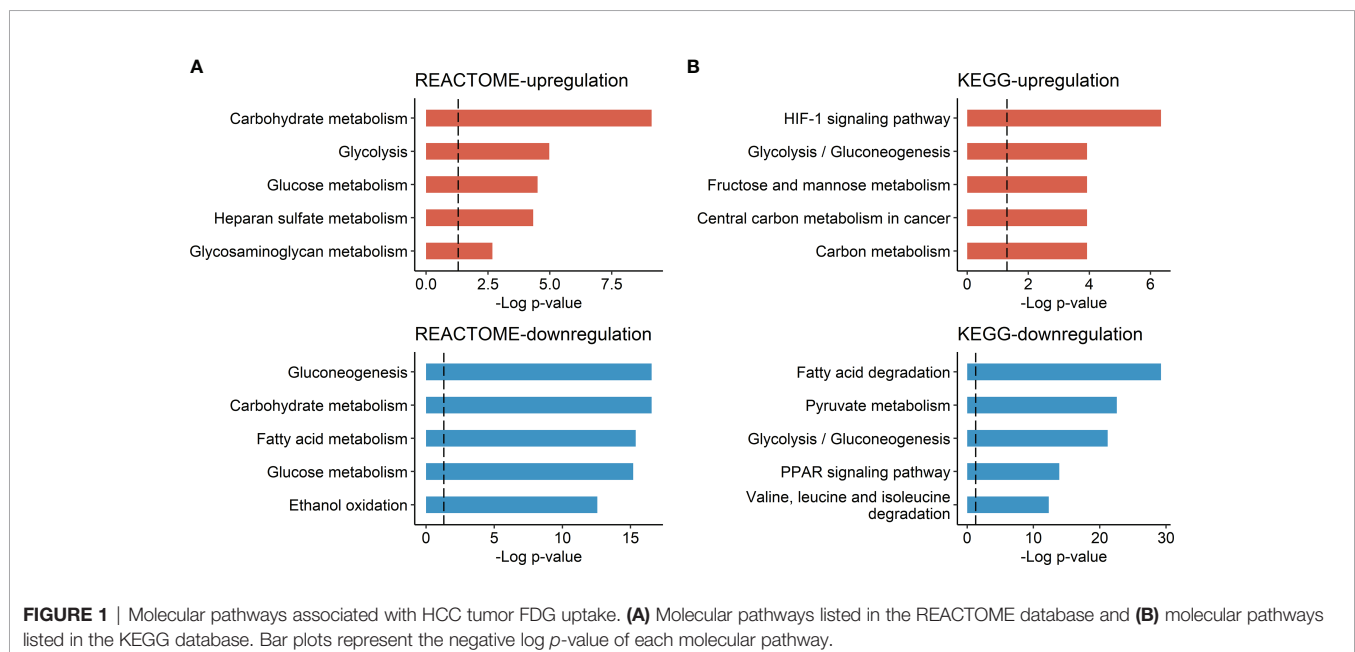 A
REACTOME-upregulation
Carbohydrate metabolism
Glycolysis
Glucose metabolism
Heparan sulfate metabolism
Glycosaminoglycan metabolism
0.0 2.5 5.0 7.5
-Log p-value
REACTOME-downregulation
Gluconeogenesis
Carbohydrate metabolism
Fatty acid metabolism
Glucose metabolism
Ethanol oxidation
0 5 10 15
-Log p-value
B
KEGG-upregulation
HIF-1 signaling pathway
Glycolysis / Gluconeogenesis
Fructose and mannose metabolism
Central carbon metabolism in cancer
Carbon metabolism
0 2 4 6
-Log p-value
KEGG-downregulation
Fatty acid degradation
Pyruvate metabolism
Glycolysis / Gluconeogenesis
PPAR signaling pathway
Valine, leucine and isoleucine
degradation
0 10 20 30
-Log p-value
FIGURE 1 | Molecular pathways associated with HCC tumor FDG uptake. (A) Molecular pathways listed in the REACTOME database and (B) molecular pathways
listed in the KEGG database. Bar plots represent the negative log p-value of each molecular pathway.